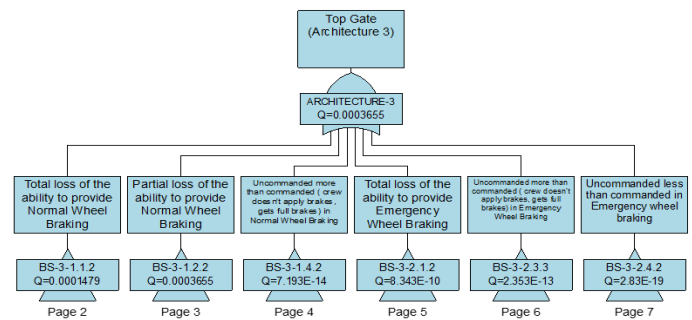 Top Gate
(Architecture 3)
ARCHITECTURE-3
Q=0.0003655
Total loss of the
ability to provide
Normal Wheel
Braking
Partial loss of the
ability to provide
Normal Wheel
Braking
Uncommanded more
than commanded ( crew
doesn't apply brakes ,
gets full brakes) in
Normal Wheel Braking
Total loss of the
ability to provide
Emergency
Wheel Braking
Uncommanded more than
commanded ( crew doesn't
apply brakes, gets full
brakes) in Emergency
Wheel Braking
Uncommanded less
than commanded in
Emergency wheel
braking
BS-3-1.1.2
Q=0.0001479
BS-3-1.2.2
Q=0.0003655
BS-3-1.4.2
Q=7.193E-14
BS-3-2.1.2
Q=8.343E-10
BS-3-2.3.3
Q=2.353E-13
BS-3-2.4.2
Q=2.83E-19
Page 2
Page 3
Page 4
Page 5
Page 6
Page 7